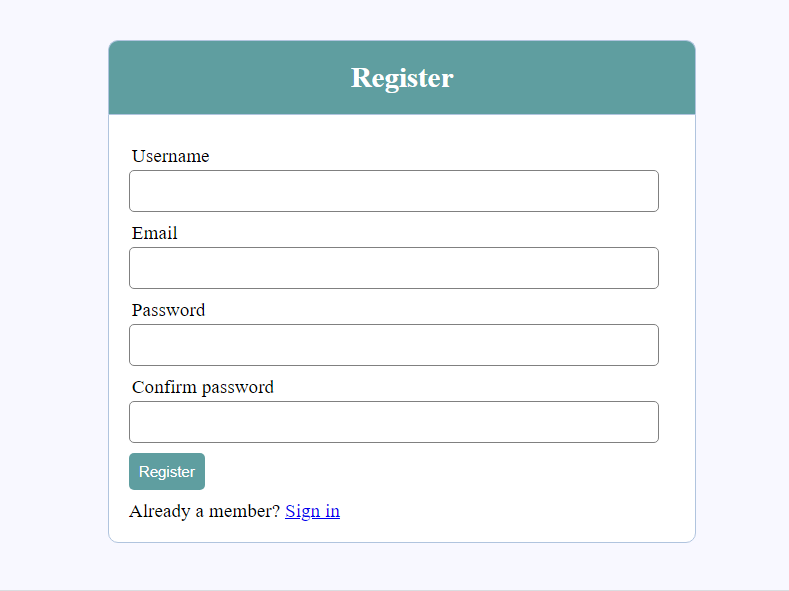 Register
Username
Email
Password
Confirm password
Register
Already a member? Sign in